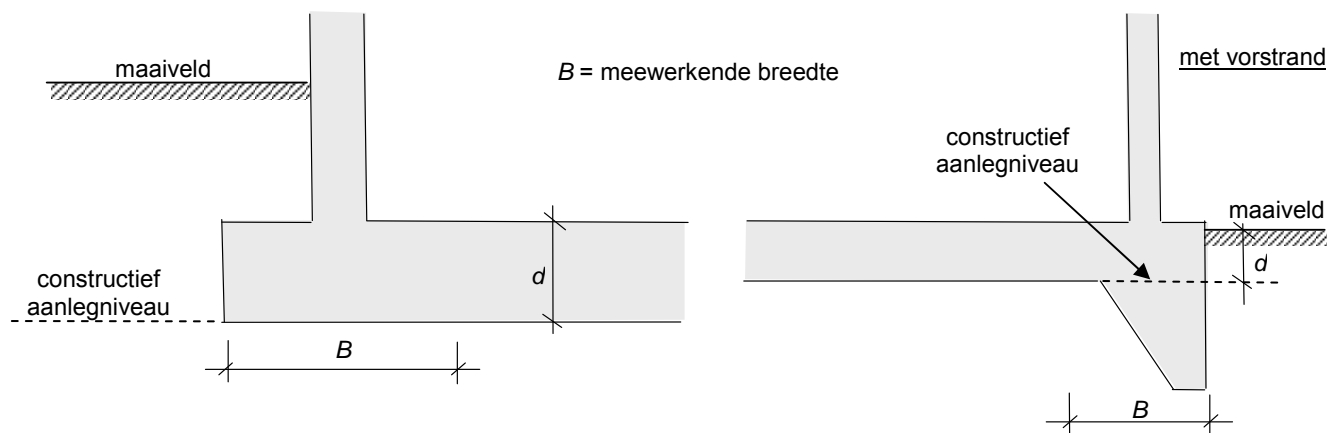 maaiveld
B = meewerkende breedte
met vorstrand
constructief
aanlegniveau
maaiveld
d
d
constructief
aanlegniveau
B
B